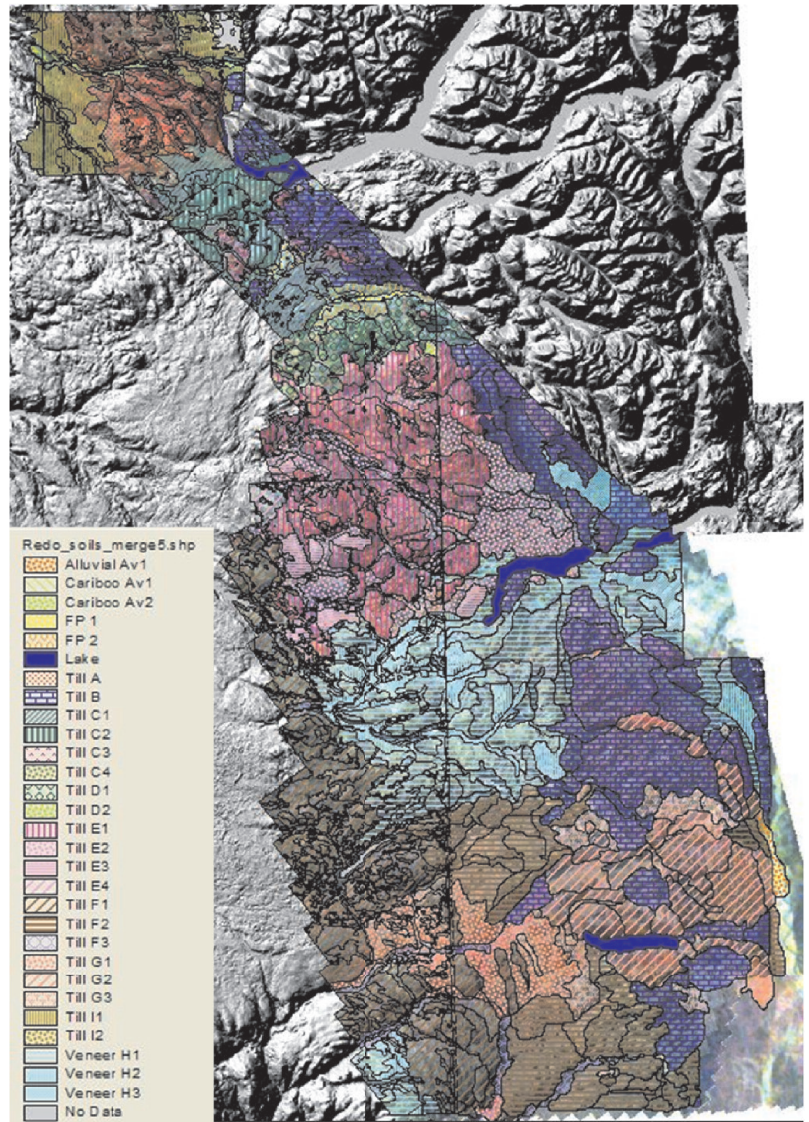 Redo_soils_merge5.shp
Alluvial Av1
Cariboo Av1
Cariboo Av2
FP 1
FP 2
Lake
Till A
Till B
Till C1
Till C2
Till C3
Till C4
Till D1
Till D2
Till E1
Till E2
Till E3
Till E4
Till F1
Till F2
Till F3
Till G1
Till G2
Till G3
Till I1
Till I2
Veneer H1
Veneer H2
Veneer H3
No Data